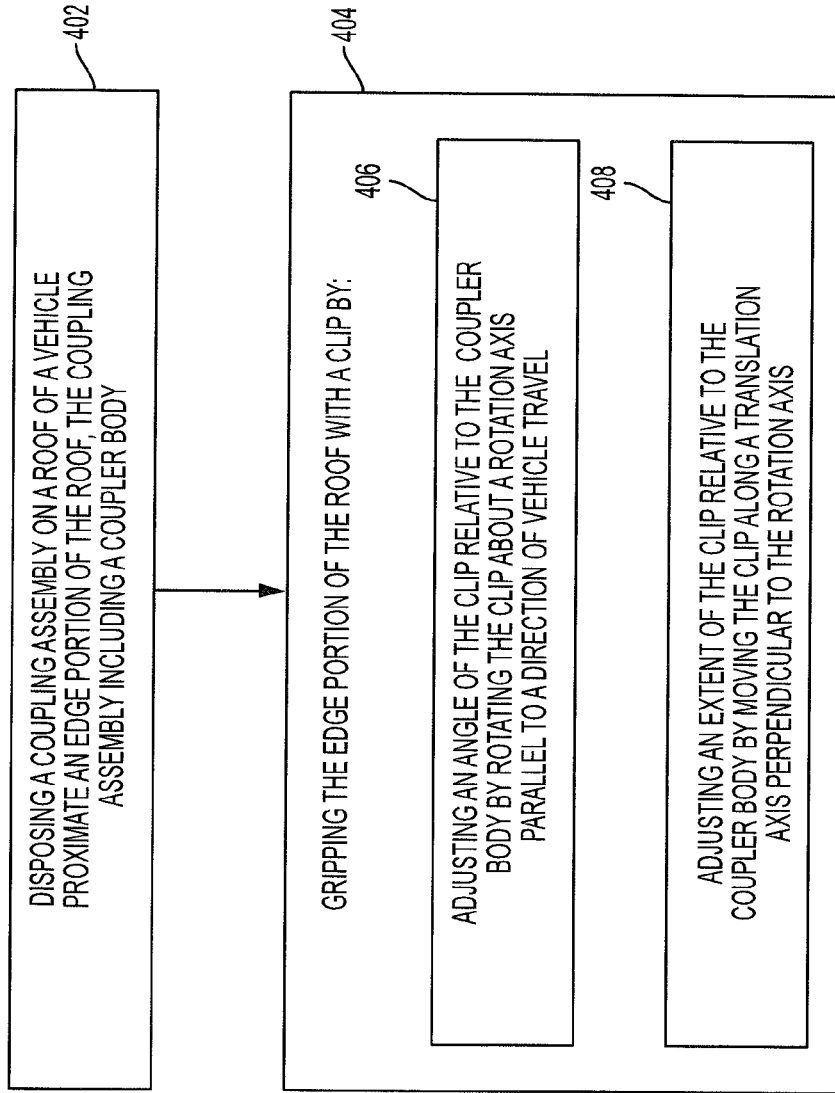 402
DISPOSING A COUPLING ASSEMBLY ON A ROOF OF A VEHICLE
PROXIMATE AN EDGE PORTION OF THE ROOF, THE COUPLING
ASSEMBLY INCLUDING A COUPLER BODY
404
GRIPPING THE EDGE PORTION OF THE ROOF WITH A CLIP BY:
406
ADJUSTING AN ANGLE OF THE CLIP RELATIVE TO THE COUPLER
BODY BY ROTATING THE CLIP ABOUT A ROTATION AXIS
PARALLEL TO A DIRECTION OF VEHICLE TRAVEL
408
ADJUSTING AN EXTENT OF THE CLIP RELATIVE TO THE
COUPLER BODY BY MOVING THE CLIP ALONG A TRANSLATION
AXIS PERPENDICULAR TO THE ROTATION AXIS